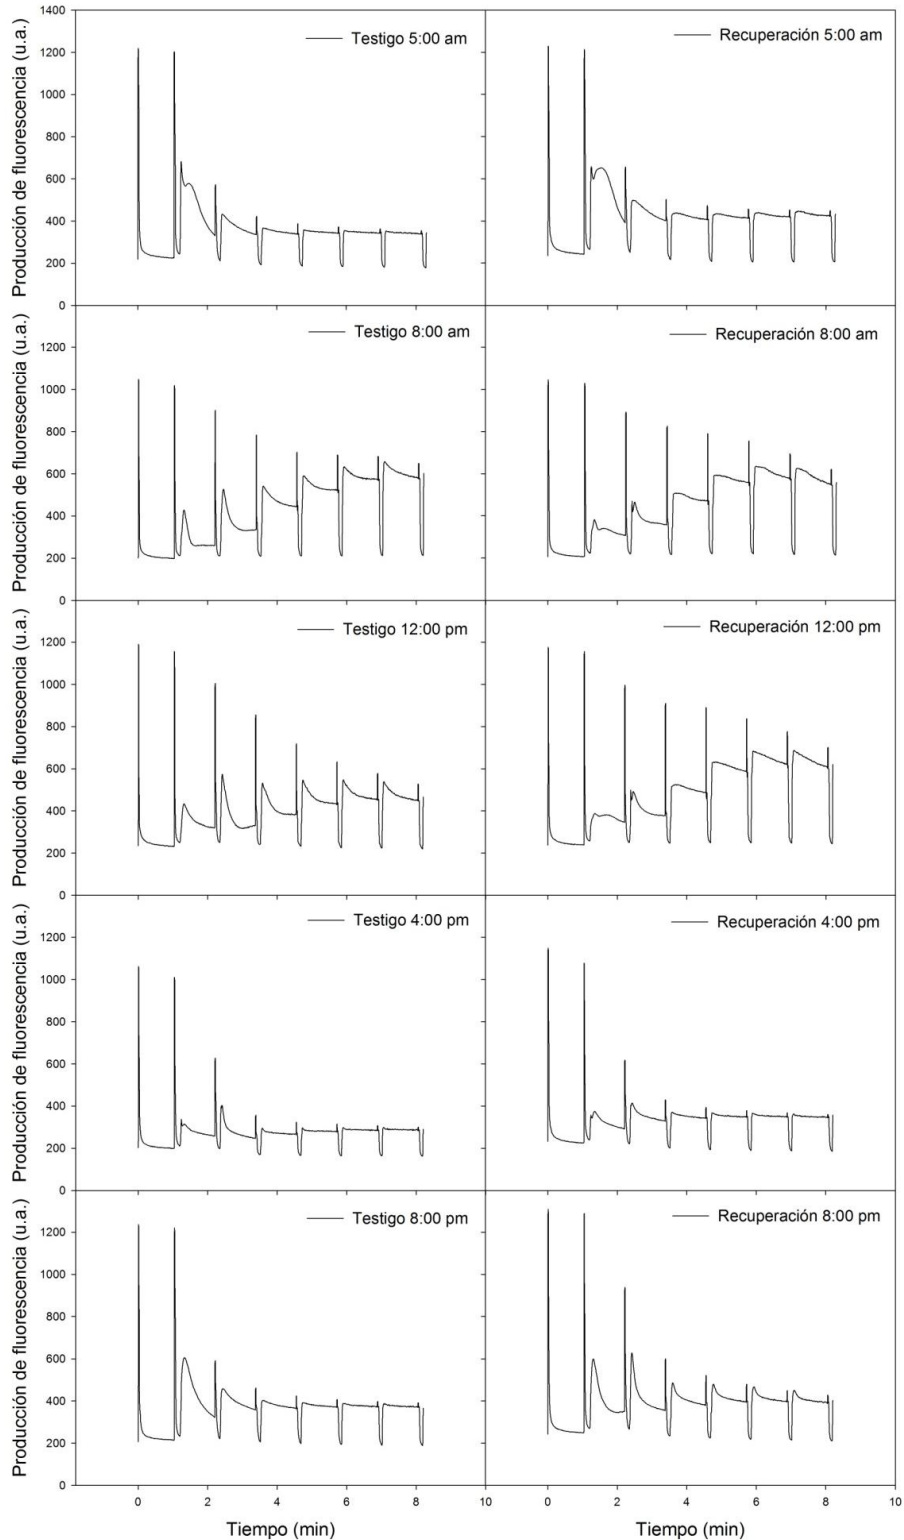 1400
1200
1000
800
600
400
200
0
Producción de fluorescencia (u.a.)
Testigo 5:00 am
Recuperación 5:00 am
1200
1000
800
600
400
200
0
Producción de fluorescencia (u.a.)
Testigo 8:00 am
Recuperación 8:00 am
1200
1000
800
600
400
200
0
Producción de fluorescencia (u.a.)
Testigo 12:00 pm
Recuperación 12:00 pm
1200
1000
800
600
400
200
0
Producción de fluorescencia (u.a.)
Testigo 4:00 pm
Recuperación 4:00 pm
1200
1000
800
600
400
200
0
Producción de fluorescencia (u.a.)
Testigo 8:00 pm
Recuperación 8:00 pm
0 2 4 6 8 10 0 2 4 6 8 10
Tiempo (min) Tiempo (min)